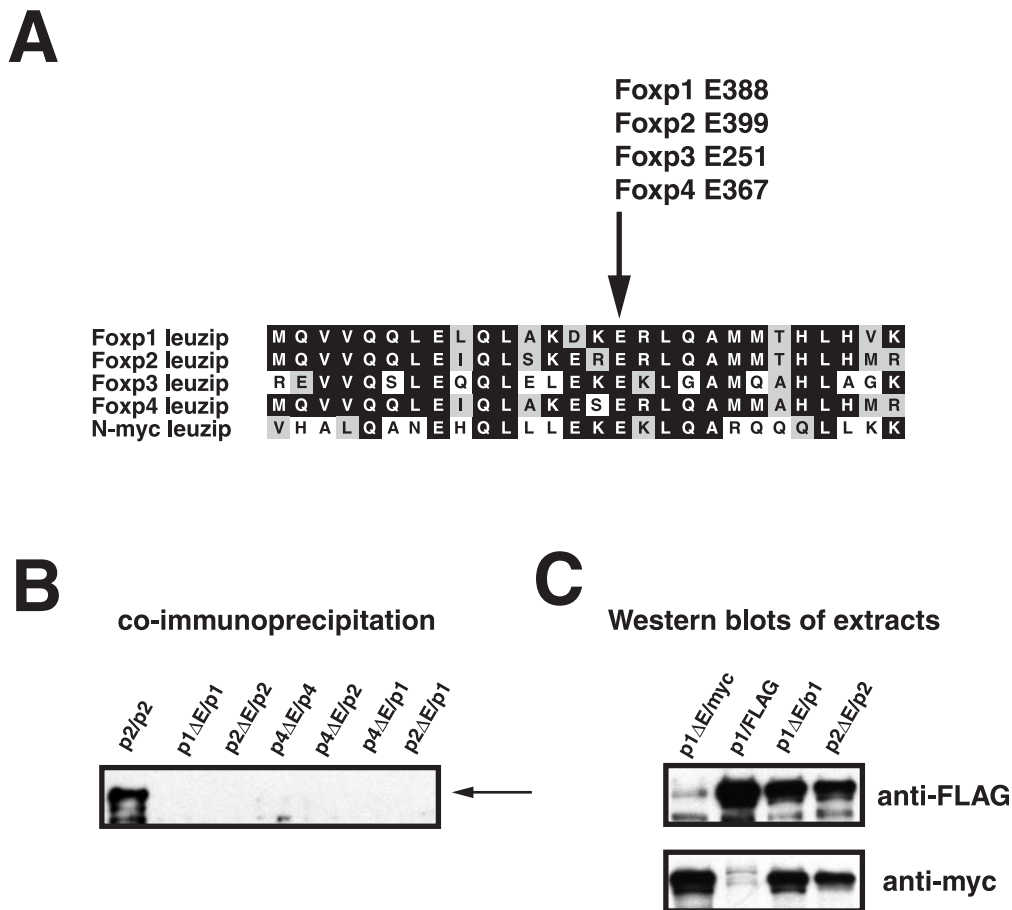 A
Foxp1 E388
Foxp2 E399
Foxp3 E251
Foxp4 E367
Foxp1 leuzip M Q V V Q Q L E L Q L A K D K E R L Q A M M T H L H V K
Foxp2 leuzip M Q V V Q Q L E I Q L S K E R E R L Q A M M T H L H M R
Foxp3 leuzip R E V V Q S L E Q Q L E L E K E K L G A M Q A H L A G K
Foxp4 leuzip M Q V V Q Q L E I Q L A K E S E R L Q A M M A H L H M R
N-myc leuzip V H A L Q A N E H Q L L L E K E K L Q A R Q Q Q L L K K
B
co-immunoprecipitation
p2/p2 p1ΔE/p1 p2ΔE/p2 p4ΔE/p4 p4ΔE/p2 p4ΔE/p1 p2ΔE/p1
C
Western blots of extracts
p1ΔE/myc p1/FLAG p1ΔE/p1 p2ΔE/p2
anti-FLAG
anti-myc